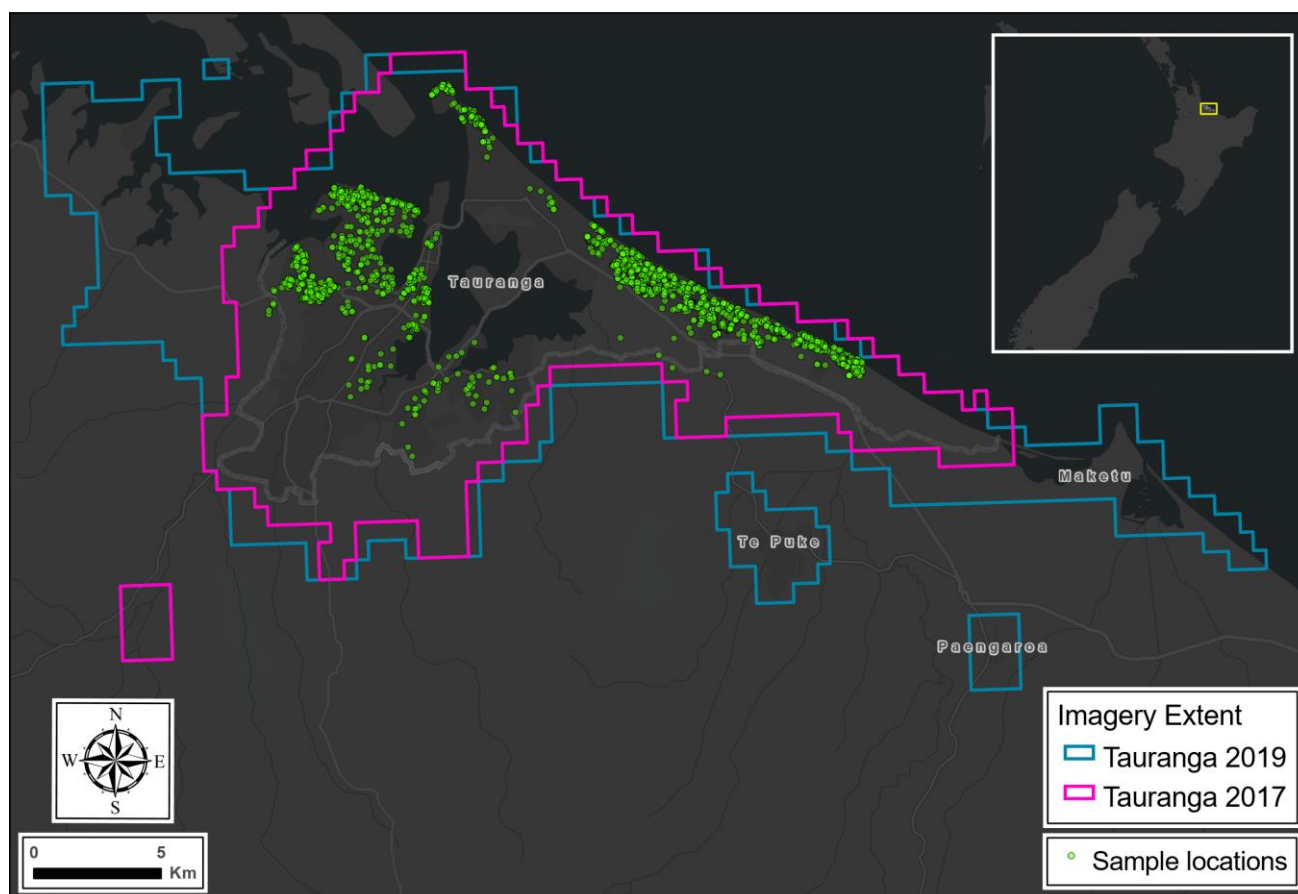 Tauranga
Maketu
Te Puke
Paengaroa
N
W E
S
0 5
Km
Imagery Extent
Tauranga 2019
Tauranga 2017
Sample locations